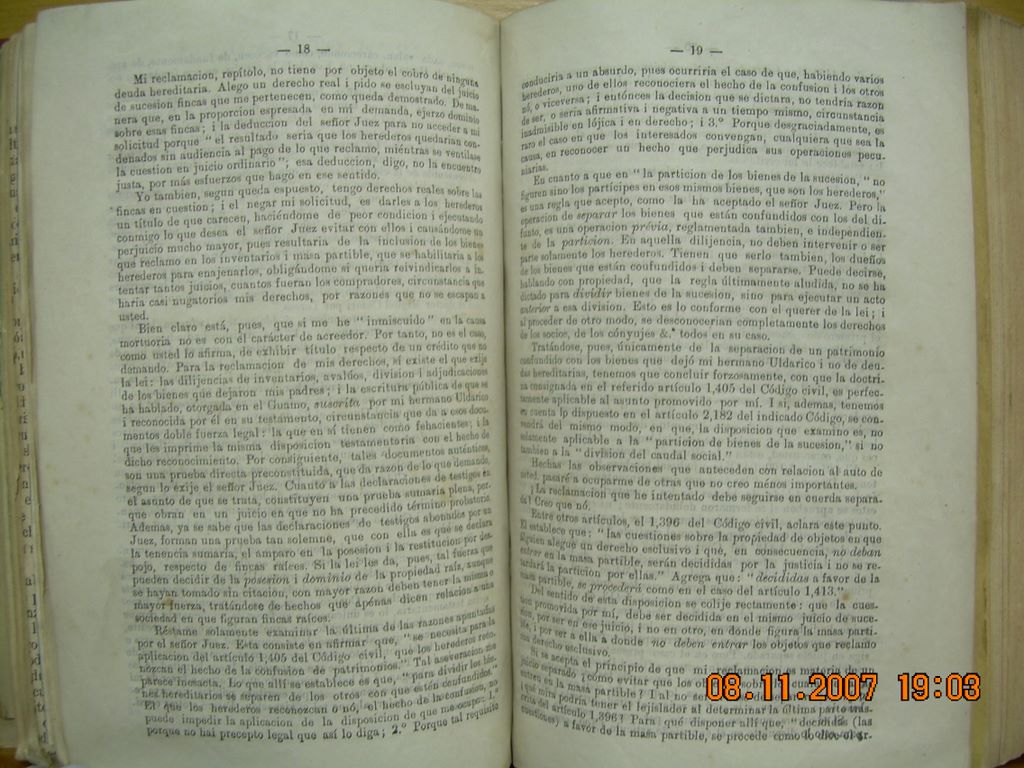 — 18 —
Mi reclamacion, repítolo, no tiene por objeto el cobro de ninguna
deuda hereditaria. Alego un derecho real i pido se escluyan del juicio
de sucesion fincas que me pertenecen, como queda demostrado. De ma-
nera que, en la proporcion espresada en mi demanda, ejerzo dominio
sobre esas fincas; i la deduccion del señor Juez para no acceder a mi
solicitud porque "el resultado seria que los herederos quedarian con-
denados sin audiencia al pago de lo que reclamo, miéntras se ventilase
la cuestion en juicio ordinario"; esa deduccion, digo, no la encuentro
justa, por más esfuerzos que hago en ese sentido.
Yo tambien, segun queda espuesto, tengo derechos reales sobre las
fincas en cuestion; i el negar mi solicitud, es darles a los herederos
un título de que carecen, haciéndome de peor condicion i ejecutando
conmigo lo que desea el señor Juez evitar con ellos i causándome un
perjuicio mucho mayor, pues resultaria de la inclusion de los bienes
que reclamo en los inventarios i masa partible, que se habilitaria a los
herederos para enajenarlos, obligándome si queria reivindicarlos a in-
tentar tantos juicios, cuantos fueran los compradores, circunstancia que
haria casi nugatorios mis derechos, por razones que no se escapan a
usted.
Bien claro está, pues, que si me he "inmiscuido" en la causa
mortuoria no es con el carácter de acreedor. Por tanto, no es el caso,
como usted lo afirma, de exhibir título respecto de un crédito que no
demando. Para la reclamacion de mis derechos, sí existe el que exije
la lei: las dilijencias de inventarios, avalúos, division i adjudicaciones
de los bienes que dejaron mis padres; i la escritura pública de que se
ha hablado, otorgada en el Guamo, suscrita por mi hermano Uldarico
i reconocida por él en su testamento, circunstancia que da a esos docu-
mentos doble fuerza legal: la que en sí tienen como fehacientes; i la
que les imprime la misma disposicion testamentaria con el hecho de
dicho reconocimiento. Por consiguiente, tales documentos auténticos,
son una prueba directa preconstituida, que da razon de lo que demando,
segun lo exije el señor Juez. Cuanto a las declaraciones de testigos en
el asunto de que se trata, constituyen una prueba sumaria plena, por-
que obran en un juicio en que no ha precedido término probatorio.
Ademas, ya se sabe que las declaraciones de testigos abonados por un
Juez, forman una prueba tan solemne, que con ella es que se declara
la tenencia sumaria, el amparo en la posesion i la restitucion por des-
pojo, respecto de fincas raíces. Si la lei les da, pues, tal fuerza que
pueden decidir de la posesion i dominio de la propiedad raíz, aunque
se hayan tomado sin citacion, con mayor razon deben tener la misma o
mayor fuerza, tratándose de hechos que apénas dicen relacion a una
sociedad en que figuran fincas raíces.
Réstame solamente examinar la última de las razones apuntadas
por el señor Juez. Esta consiste en afirmar que, "se necesita para la
aplicacion del artículo 1,405 del Código civil, que los herederos reco-
nozcan el hecho de la confusion de patrimonios." Tal aseveracion me
parece inexacta. Lo que allí se establece es que, "para dividir los bie-
nes hereditarios se separen de los otros con que estén confundidos."
El que los herederos reconozcan o nó, el hecho de la confusion, no
puede impedir la aplicacion de la disposicion de que me ocupo: 1.º
porque no hai precepto legal que así lo diga; 2.º Porque tal requisito
— 19 —
conduciria a un absurdo, pues ocurriria el caso de que, habiendo varios
herederos, uno de ellos reconociera el hecho de la confusion i los otros
nó, o viceversa; i entónces la decision que se dictara, no tendria razon
de ser, o seria afirmativa i negativa a un tiempo mismo, circunstancia
inadmisible en lójica i en derecho; i 3.º Porque desgraciadamente, es
raro el caso en que los interesados convengan, cualquiera que sea la
causa, en reconocer un hecho que perjudica sus operaciones pecu-
niarias.
En cuanto a que en "la particion de los bienes de la sucesion, "no
figuren sino los partícipes en esos mismos bienes, que son los herederos,"
es una regla que acepto, como la ha aceptado el señor Juez. Pero la
operacion de separar los bienes que están confundidos con los del di-
funto, es una operacion prévia, reglamentada tambien, e independien-
te de la particion. En aquella dilijencia, no deben intervenir o ser
parte solamente los herederos. Tienen que serlo tambien, los dueños
de los bienes que están confundidos i deben separarse. Puede decirse,
hablando con propiedad, que la regla últimamente aludida, no se ha
dictado para dividir bienes de la sucesion, sino para ejecutar un acto
anterior a esa division. Esto es lo conforme con el querer de la lei; i
al proceder de otro modo, se desconocerian completamente los derechos
de los socios, de los cónyujes &.ª todos en su caso.
Tratándose, pues, únicamente de la separacion de un patrimonio
confundido con los bienes que dejó mi hermano Uldarico i no de deu-
das hereditarias, tenemos que concluir forzosamente, con que la doctri-
na consignada en el referido artículo 1,405 del Código civil, es perfec-
tamente aplicable al asunto promovido por mí. I si, ademas, tenemos
en cuenta lo dispuesto en el artículo 2,182 del indicado Código, se con-
vendrá del mismo modo, en que, la disposicion que examino es, no
solamente aplicable a la "particion de bienes de la sucesion," si no
tambien a la "division del caudal social."
Hechas las observaciones que anteceden con relacion al auto de
usted, pasaré a ocuparme de otras que no creo ménos importantes.
¿La reclamacion que he intentado debe seguirse en cuerda separa-
da? Creo que nó.
Entre otros artículos, el 1,396 del Código civil, aclara este punto.
El establece que: "las cuestiones sobre la propiedad de objetos en que
alguien alegue un derecho esclusivo i que, en consecuencia, no deban
entrar en la masa partible, serán decididas por la justicia i no se re-
tardará la particion por ellas." Agrega que: "decididas a favor de la
masa partible, se procederá como en el caso del artículo 1,413."
Del sentido de esta disposicion se colije rectamente: que la cues-
tion promovida por mí, debe ser decidida en el mismo juicio de suce-
sion, por ser en ese juicio, i no en otro, en donde figura la masa parti-
ble, i por ser a ella a donde no deben entrar los objetos que reclamo
con derecho esclusivo.
Si se acepta el principio de que mi reclamacion es materia de un
juicio separado ¿cómo evitar que los
entren en la masa partible? I al no ser
¿qué mira podria tener el lejislador al determinar la última parte
del artículo 1,396? Para qué disponer allí que, "decididas (las
cuestiones) a favor de la masa partible, se procede como lo dice el ar-
08.11.2007 19:03